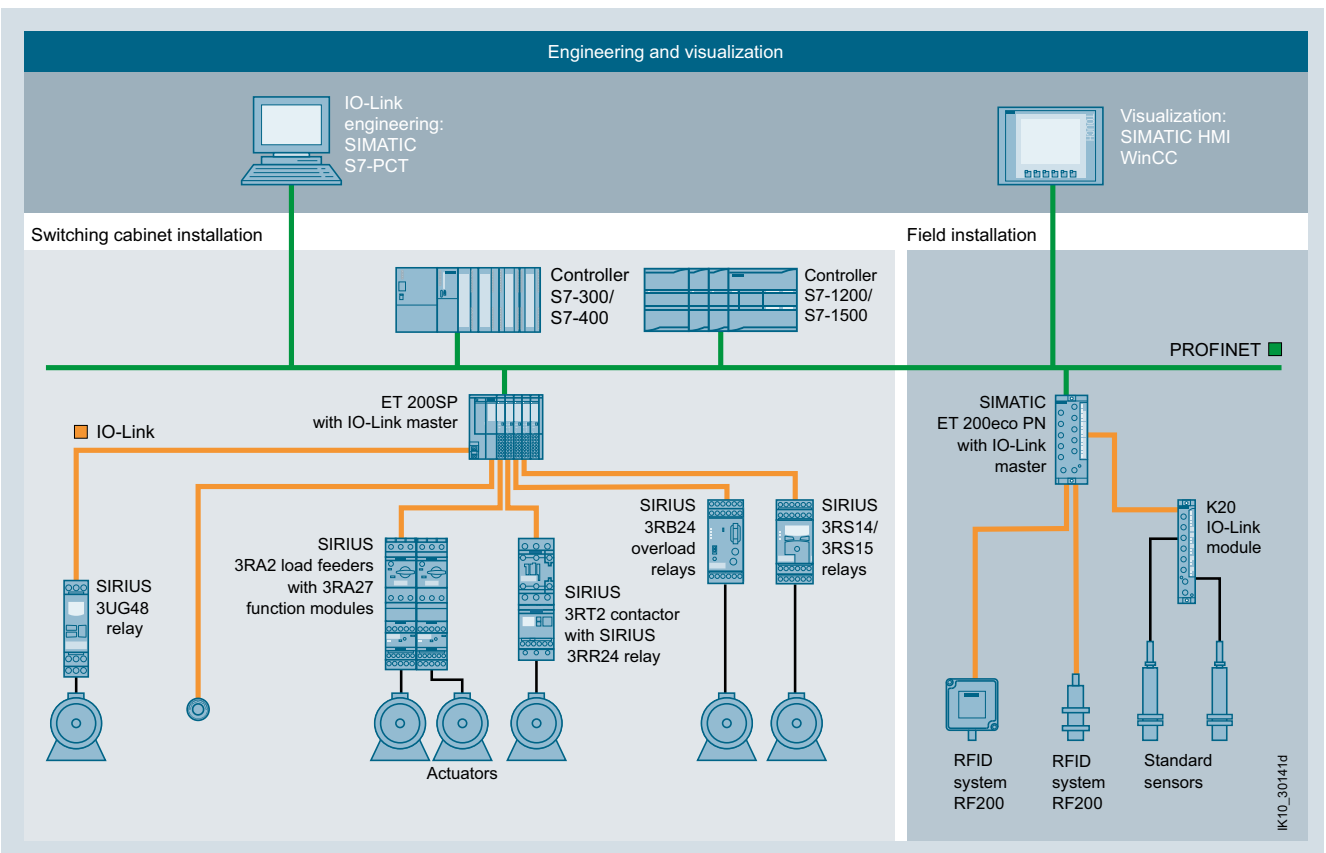 Engineering and visualization
IO-Link
engineering:
SIMATIC
S7-PCT
Visualization:
SIMATIC HMI
WinCC
Switching cabinet installation
Field installation
Controller
S7-300/
S7-400
Controller
S7-1200/
S7-1500
PROFINET
ET 200SP
with IO-Link master
IO-Link
SIMATIC
ET 200eco PN
with IO-Link
master
SIRIUS
3UG48
relay
SIRIUS
3RA2 load feeders
with 3RA27
function modules
SIRIUS
3RT2 contactor
with SIRIUS
3RR24 relay
SIRIUS
3RB24
overload
relays
SIRIUS
3RS14/
3RS15
relays
K20
IO-Link
module
Actuators
RFID
system
RF200
RFID
system
RF200
Standard
sensors
IK10_30141d